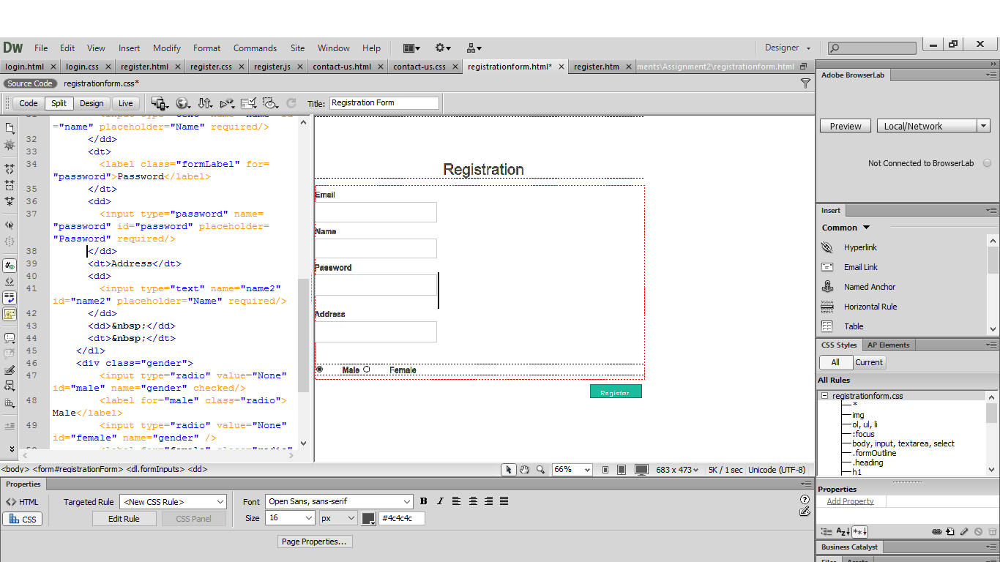 Dw File Edit View Insert Modify Format Commands Site Window Help Designer
login.html login.css register.html register.css register.js contact-us.html contact-us.css registrationform.html* register.htm ments\Assignment2\registrationform.html
Source Code registrationform.css*
Code Split Design Live Title: Registration Form
="name" placeholder="Name" required/>
32 </dd>
33 <dt>
34 <label class="formLabel" for=
"password">Password</label>
35 </dt>
36 <dd>
37 <input type="password" name=
"password" id="password" placeholder=
"Password" required/>
38 </dd>
39 <dt>Address</dt>
40 <dd>
41 <input type="text" name="name2"
id="name2" placeholder="Name" required/>
42 </dd>
43 <dd>&nbsp;</dd>
44 <dt>&nbsp;</dt>
45 </dl>
46 <div class="gender">
47 <input type="radio" value="None"
id="male" name="gender" checked/>
48 <label for="male" class="radio">
Male</label>
49 <input type="radio" value="None"
id="female" name="gender" />
Registration
Email
Name
Password
Address
Male Female
Register
<body> <form#registrationForm> <dl.formInputs> <dd> 66% 683 x 473 5K / 1 sec Unicode (UTF-8)
Properties
HTML Targeted Rule <New CSS Rule> Font Open Sans, sans-serif B I
CSS Edit Rule CSS Panel Size 16 px #4c4c4c
Page Properties...
Adobe BrowserLab
Preview Local/Network
Not Connected to BrowserLab
Insert
Common
Hyperlink
Email Link
Named Anchor
Horizontal Rule
Table
CSS Styles AP Elements
All Current
All Rules
registrationform.css
*
img
ol, ul, li
:focus
body, input, textarea, select
.formOutline
.heading
h1
Properties
Add Property
Business Catalyst
Files Assets